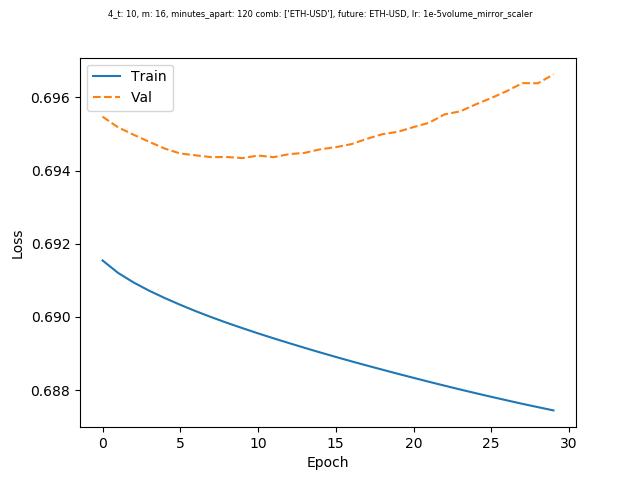 4_t: 10, m: 16, minutes_apart: 120 comb: ['ETH-USD'], future: ETH-USD, lr: 1e-5volume_mirror_scaler
Train
Val
0.696
0.694
0.692
0.690
0.688
Loss
0 5 10 15 20 25 30
Epoch